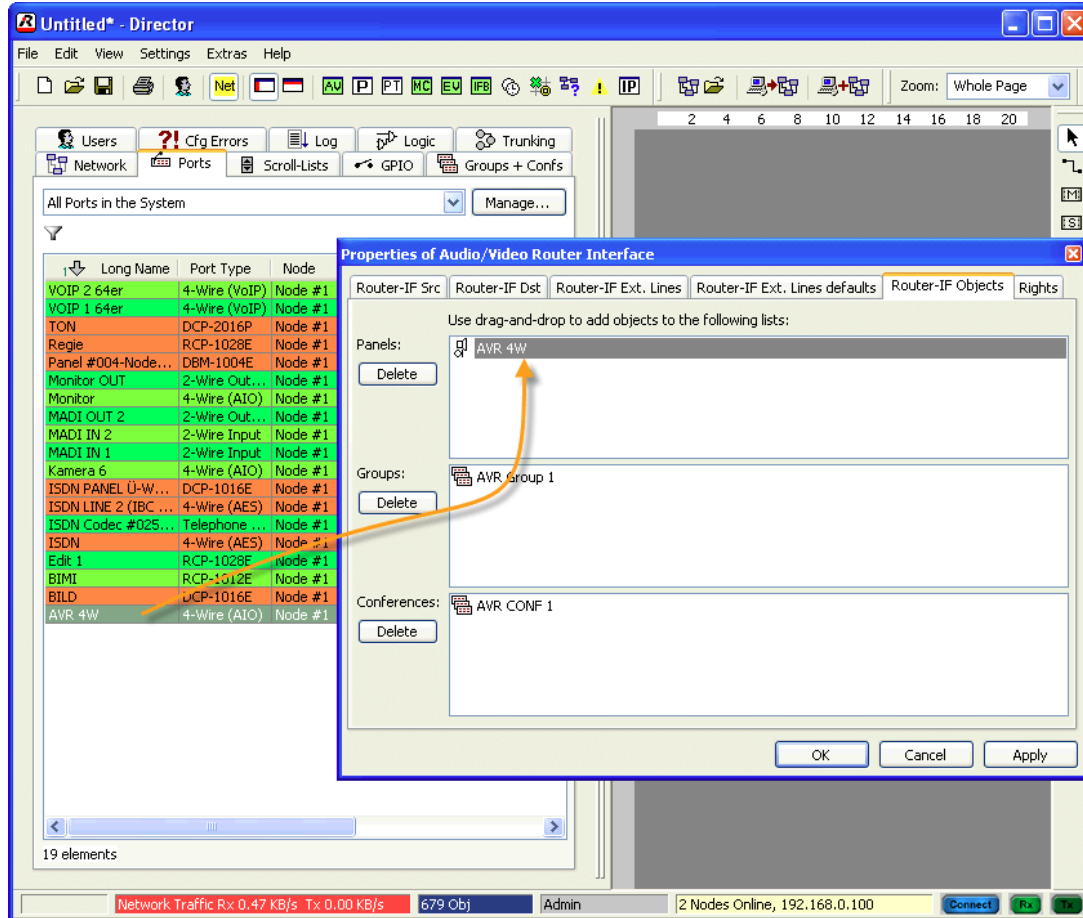 Untitled* - Director
File Edit View Settings Extras Help
Net AV P PT MC EV IFB IP Zoom: Whole Page
2 4 6 8 10 12 14 16 18 20
Users ?! Cfg Errors Log Logic Trunking
Network Ports Scroll-Lists GPIO Groups + Confs
All Ports in the System Manage...
M
S
1 Long Name Port Type Node
VOIP 2 64er 4-Wire (VoIP) Node #1
VOIP 1 64er 4-Wire (VoIP) Node #1
TON DCP-2016P Node #1
Regie RCP-1028E Node #1
Panel #004-Node... DBM-1004E Node #1
Monitor OUT 2-Wire Out... Node #1
Monitor 4-Wire (AIO) Node #1
MADI OUT 2 2-Wire Out... Node #1
MADI IN 2 2-Wire Input Node #1
MADI IN 1 2-Wire Input Node #1
Kamera 6 4-Wire (AIO) Node #1
ISDN PANEL Ü-W... DCP-1016E Node #1
ISDN LINE 2 (IBC ... 4-Wire (AES) Node #1
ISDN Codec #025... Telephone ... Node #1
ISDN 4-Wire (AES) Node #1
Edit 1 RCP-1028E Node #1
BIMI RCP-1012E Node #1
BILD DCP-1016E Node #1
AVR 4W 4-Wire (AIO) Node #1
19 elements
Properties of Audio/Video Router Interface
Router-IF Src Router-IF Dst Router-IF Ext. Lines Router-IF Ext. Lines defaults Router-IF Objects Rights
Use drag-and-drop to add objects to the following lists:
Panels: AVR 4W
Delete
Groups: AVR Group 1
Delete
Conferences: AVR CONF 1
Delete
OK Cancel Apply
Network Traffic Rx 0.47 KB/s Tx 0.00 KB/s 679 Obj Admin 2 Nodes Online, 192.168.0.100 Connect Rx Tx